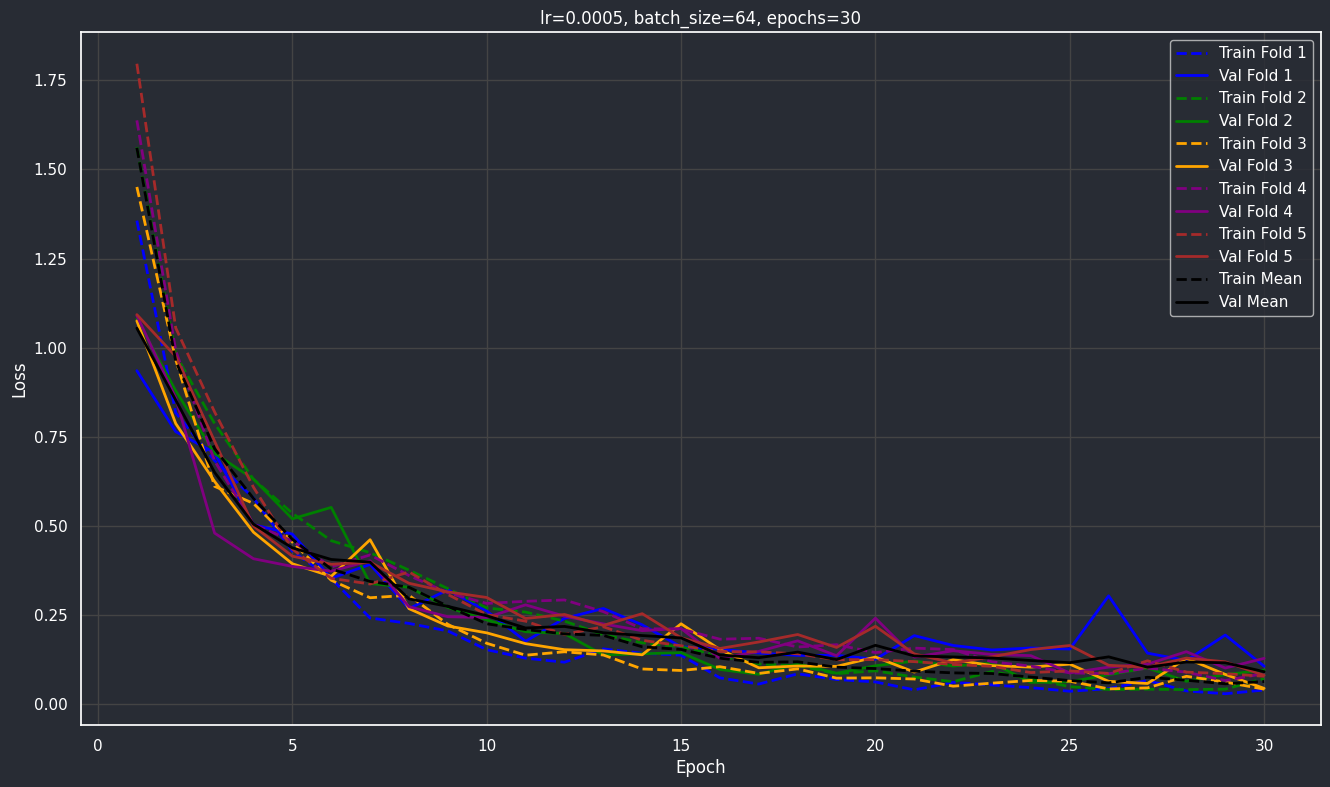 lr=0.0005, batch_size=64, epochs=30
Train Fold 1
Val Fold 1
Train Fold 2
Val Fold 2
Train Fold 3
Val Fold 3
Train Fold 4
Val Fold 4
Train Fold 5
Val Fold 5
Train Mean
Val Mean
Loss
1.75
1.50
1.25
1.00
0.75
0.50
0.25
0.00
0 5 10 15 20 25 30
Epoch